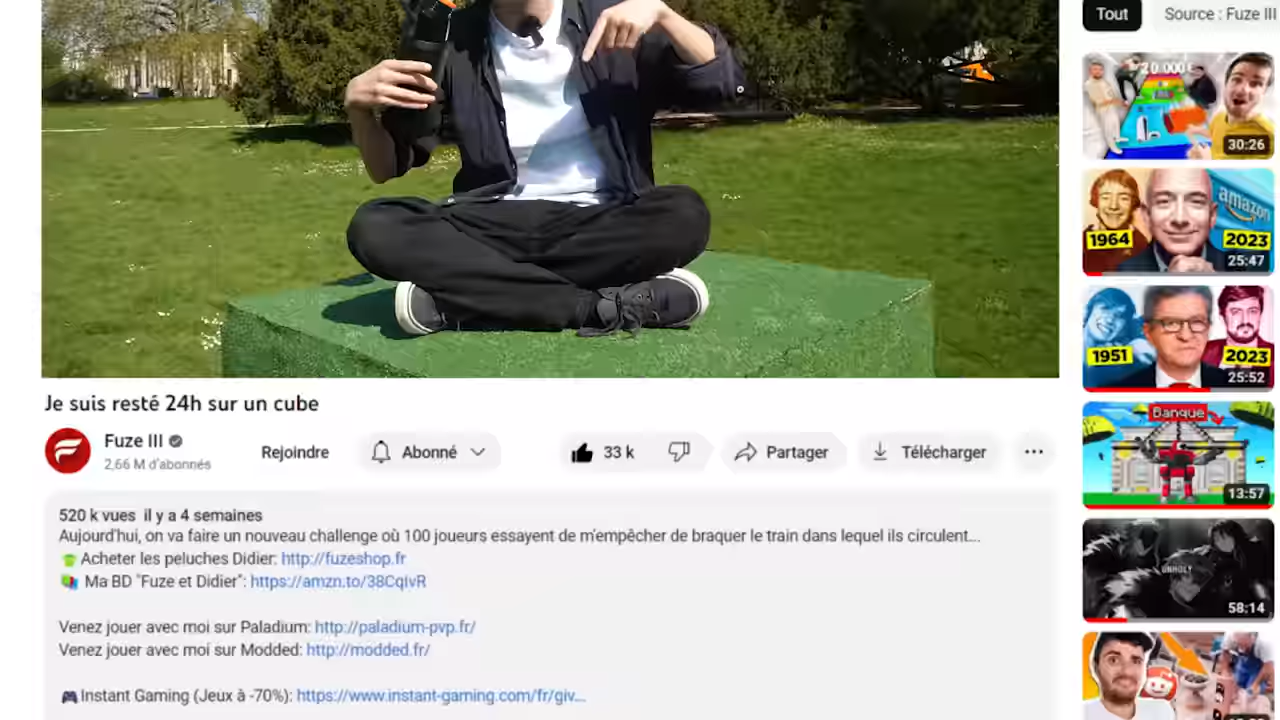 Tout
Source : Fuze III
20 000€
30:26
amazon
1964
2023
25:47
1951
2023
25:52
Banque
13:57
UNHOLY
58:14
Je suis resté 24h sur un cube
Fuze III
2,66 M d'abonnés
Rejoindre
Abonné
33 k
Partager
Télécharger
520 k vues il y a 4 semaines
Aujourd'hui, on va faire un nouveau challenge où 100 joueurs essayent de m'empêcher de braquer le train dans lequel ils circulent...
Acheter les peluches Didier: http://fuzeshop.fr
Ma BD "Fuze et Didier": https://amzn.to/38CqivR
Venez jouer avec moi sur Paladium: http://paladium-pvp.fr/
Venez jouer avec moi sur Modded: http://modded.fr/
Instant Gaming (Jeux à -70%): https://www.instant-gaming.com/fr/giv...